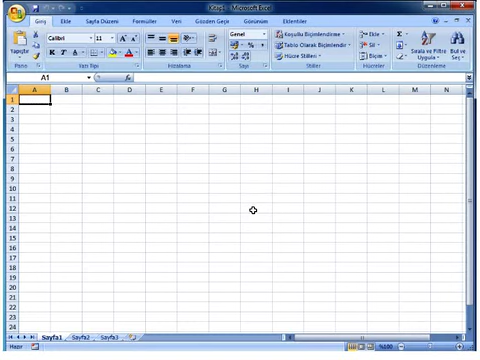 Kitap1 - Microsoft Excel
Giriş Ekle Sayfa Düzeni Formüller Veri Gözden Geçir Görünüm Eklentiler
Yapıştır
Calibri 11
K T A
Genel
Koşullu Biçimlendirme
Tablo Olarak Biçimlendir
Hücre Stilleri
Ekle
Sil
Biçim
Sırala ve Filtre Uygula
Bul ve Seç
Pano Yazı Tipi Hizalama Sayı Stiller Hücreler Düzenleme
A1
A B C D E F G H I J K L M N
1
2
3
4
5
6
7
8
9
10
11
12
13
14
15
16
17
18
19
20
21
22
23
24
Sayfa1 Sayfa2 Sayfa3
Hazır %100